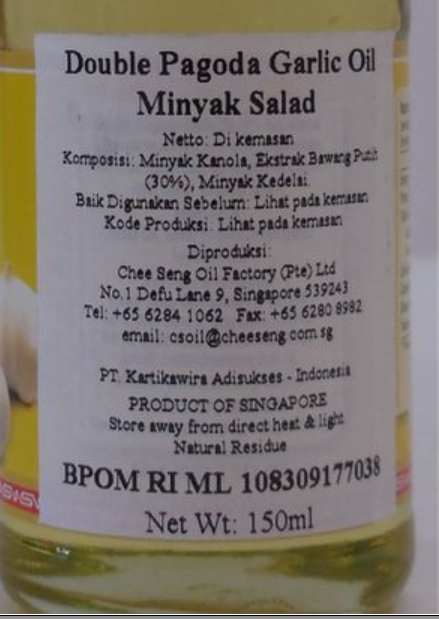 Double Pagoda Garlic Oil
Minyak Salad
Netto: Di kemasan
Komposisi: Minyak Kanola, Ekstrak Bawang Putih
(30%), Minyak Kedelai.
Baik Digunakan Sebelum: Lihat pada kemasan
Kode Produksi: Lihat pada kemasan
Diproduksi:
Chee Seng Oil Factory (Pte) Ltd
No.1 Defu Lane 9, Singapore 539243
Tel: +65 6284 1062 Fax: +65 6280 8982
email: csoil@cheeseng.com.sg
PT. Kartikawira Adisukses - Indonesia
PRODUCT OF SINGAPORE
Store away from direct heat & light
Natural Residue
BPOM RI ML 108309177038
Net Wt: 150ml